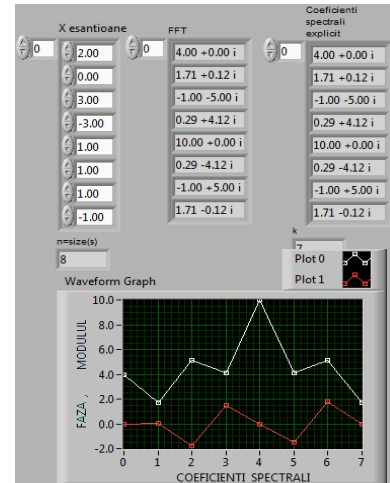 X esantioane
FFT
Coeficienti
spectrali
explicit
0
0
0
2.00
0.00
3.00
-3.00
1.00
1.00
1.00
-1.00
4.00 +0.00 i
1.71 +0.12 i
-1.00 -5.00 i
0.29 +4.12 i
10.00 +0.00 i
0.29 -4.12 i
-1.00 +5.00 i
1.71 -0.12 i
4.00 +0.00 i
1.71 +0.12 i
-1.00 -5.00 i
0.29 +4.12 i
10.00 +0.00 i
0.29 -4.12 i
-1.00 +5.00 i
1.71 -0.12 i
n=size(s)
8
k
Plot 0
Plot 1
Waveform Graph
FAZA , MODULUL
10.0
8.0
6.0
4.0
2.0
0.0
-2.0
0 1 2 3 4 5 6 7
COEFICIENTI SPECTRALI